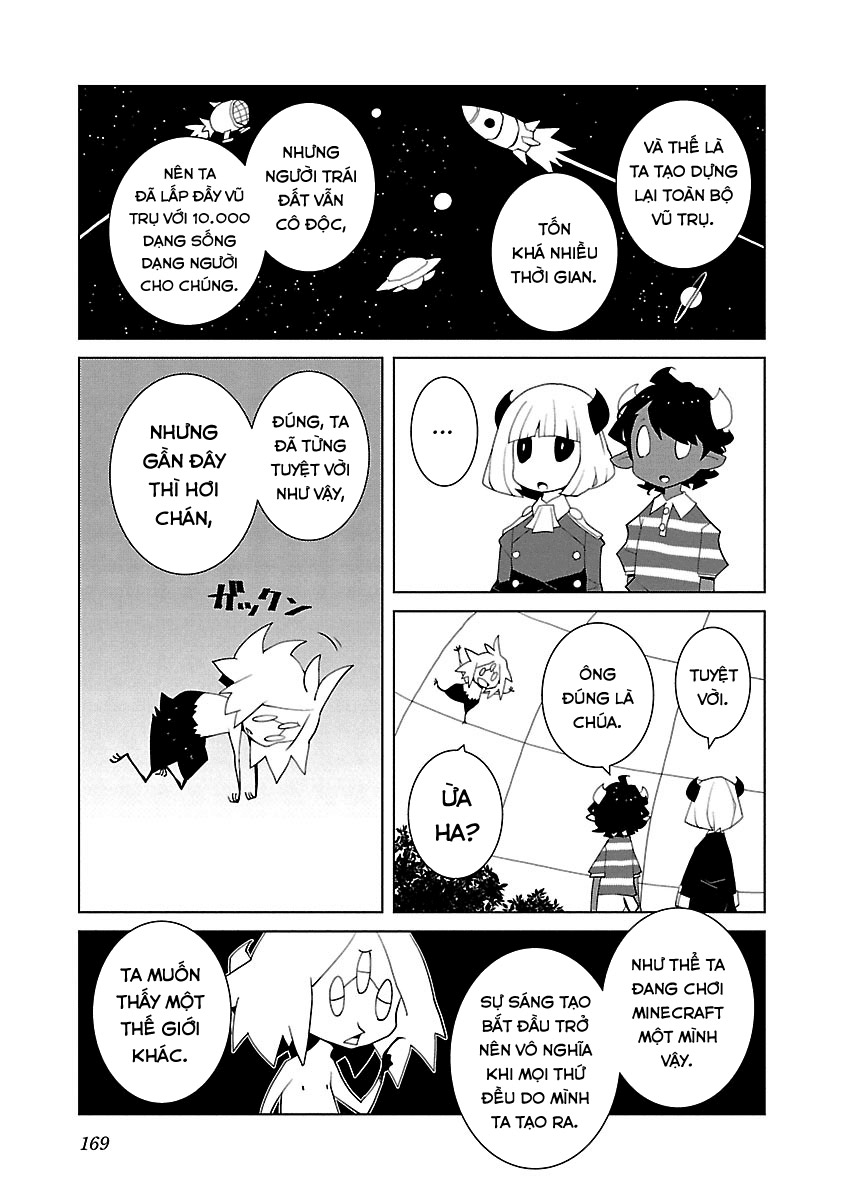 VÀ THẾ LÀ
TA TẠO DỰNG
LẠI TOÀN BỘ
VŨ TRỤ.
TỐN
KHÁ NHIỀU
THỜI GIAN.
NHƯNG
NGƯỜI TRÁI
ĐẤT VẪN
CÔ ĐỘC,
NÊN TA
ĐÃ LẤP ĐẦY VŨ
TRỤ VỚI 10.000
DẠNG SỐNG
DẠNG NGƯỜI
CHO CHÚNG.
...
TUYỆT
VỜI.
ÔNG
ĐÚNG LÀ
CHÚA.
ỪA
HA?
ĐÚNG, TA
ĐÃ TỪNG
TUYỆT VỜI
NHƯ VẬY,
NHƯNG
GẦN ĐÂY
THÌ HƠI
CHÁN,
ガックン
NHƯ THỂ TA
ĐANG CHƠI
MINECRAFT
MỘT MÌNH
VẬY.
SỰ SÁNG TẠO
BẮT ĐẦU TRỞ
NÊN VÔ NGHĨA
KHI MỌI THỨ
ĐỀU DO MÌNH
TA TẠO RA.
TA MUỐN
THẤY MỘT
THẾ GIỚI
KHÁC.
169